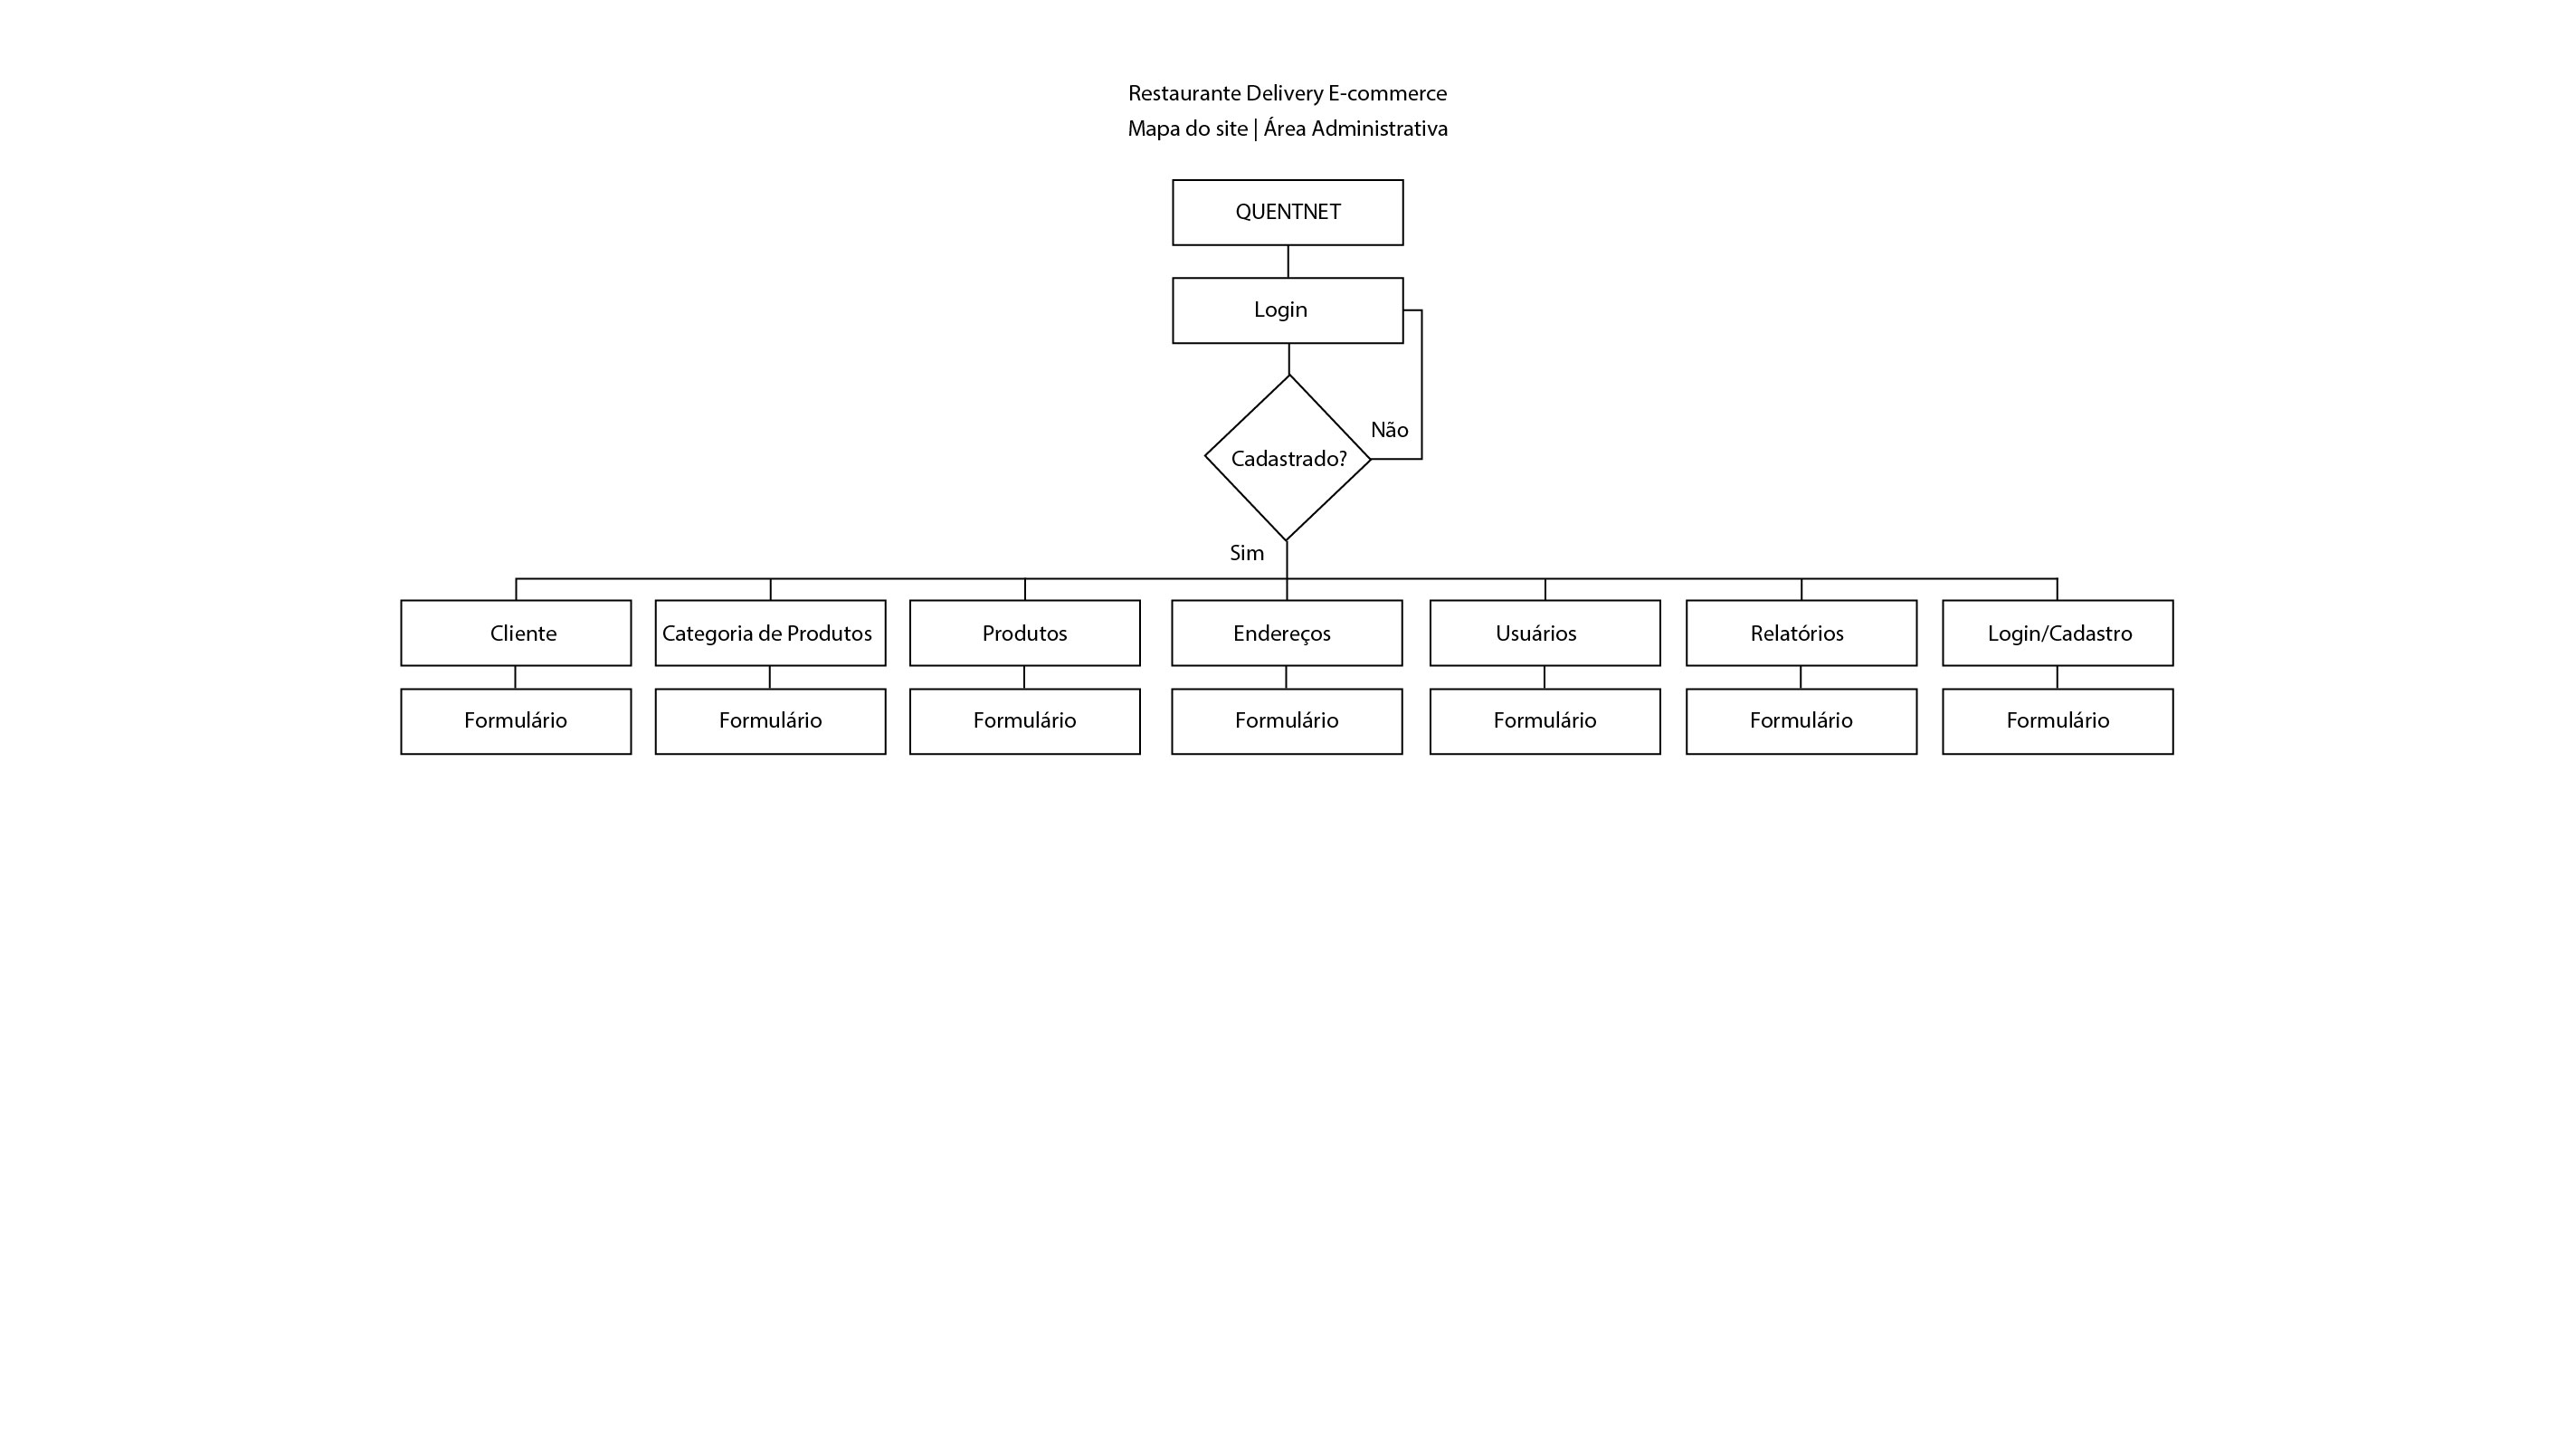 Restaurante Delivery E-commerce
Mapa do site | Área Administrativa
QUENTNET
Login
Não
Cadastrado?
Sim
Cliente
Categoria de Produtos
Produtos
Endereços
Usuários
Relatórios
Login/Cadastro
Formulário
Formulário
Formulário
Formulário
Formulário
Formulário
Formulário